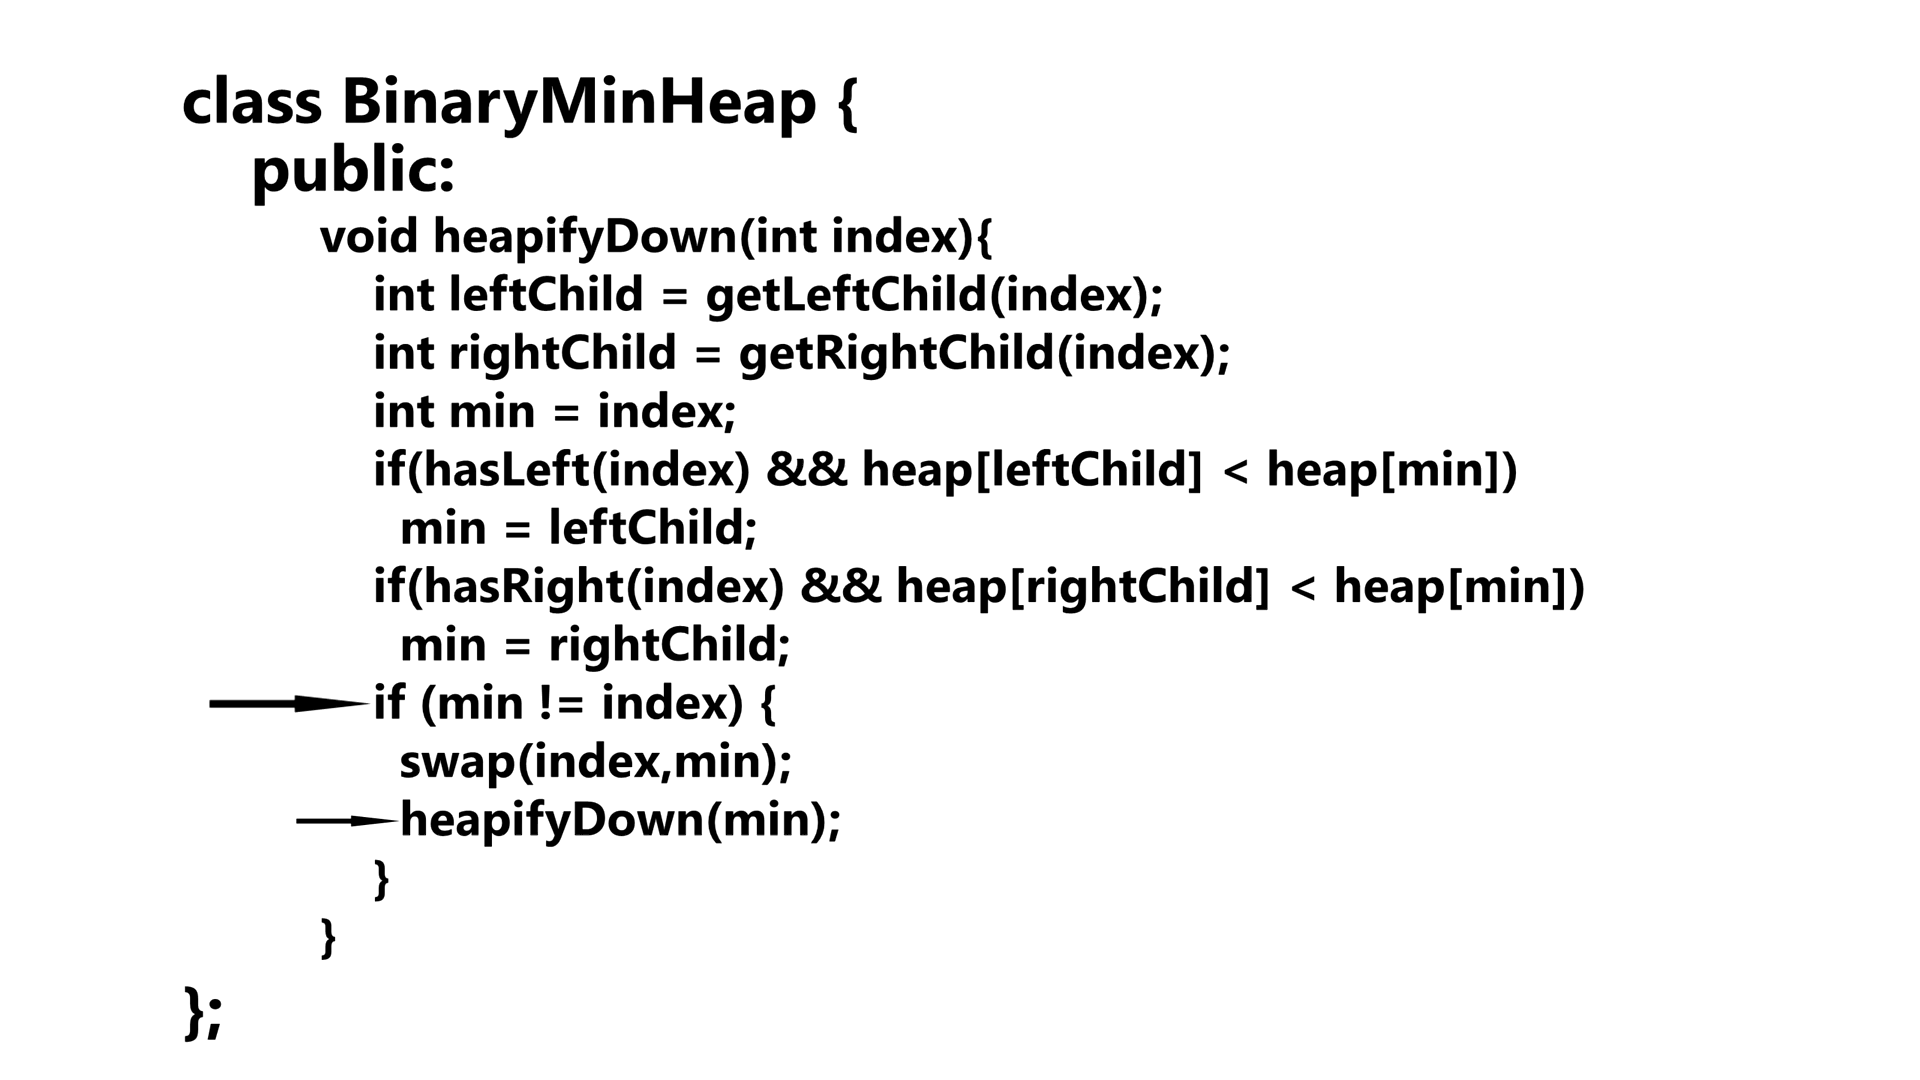 class BinaryMinHeap {
public:
void heapifyDown(int index){
int leftChild = getLeftChild(index);
int rightChild = getRightChild(index);
int min = index;
if(hasLeft(index) && heap[leftChild] < heap[min])
min = leftChild;
if(hasRight(index) && heap[rightChild] < heap[min])
min = rightChild;
if (min != index) {
swap(index,min);
heapifyDown(min);
}
}
};